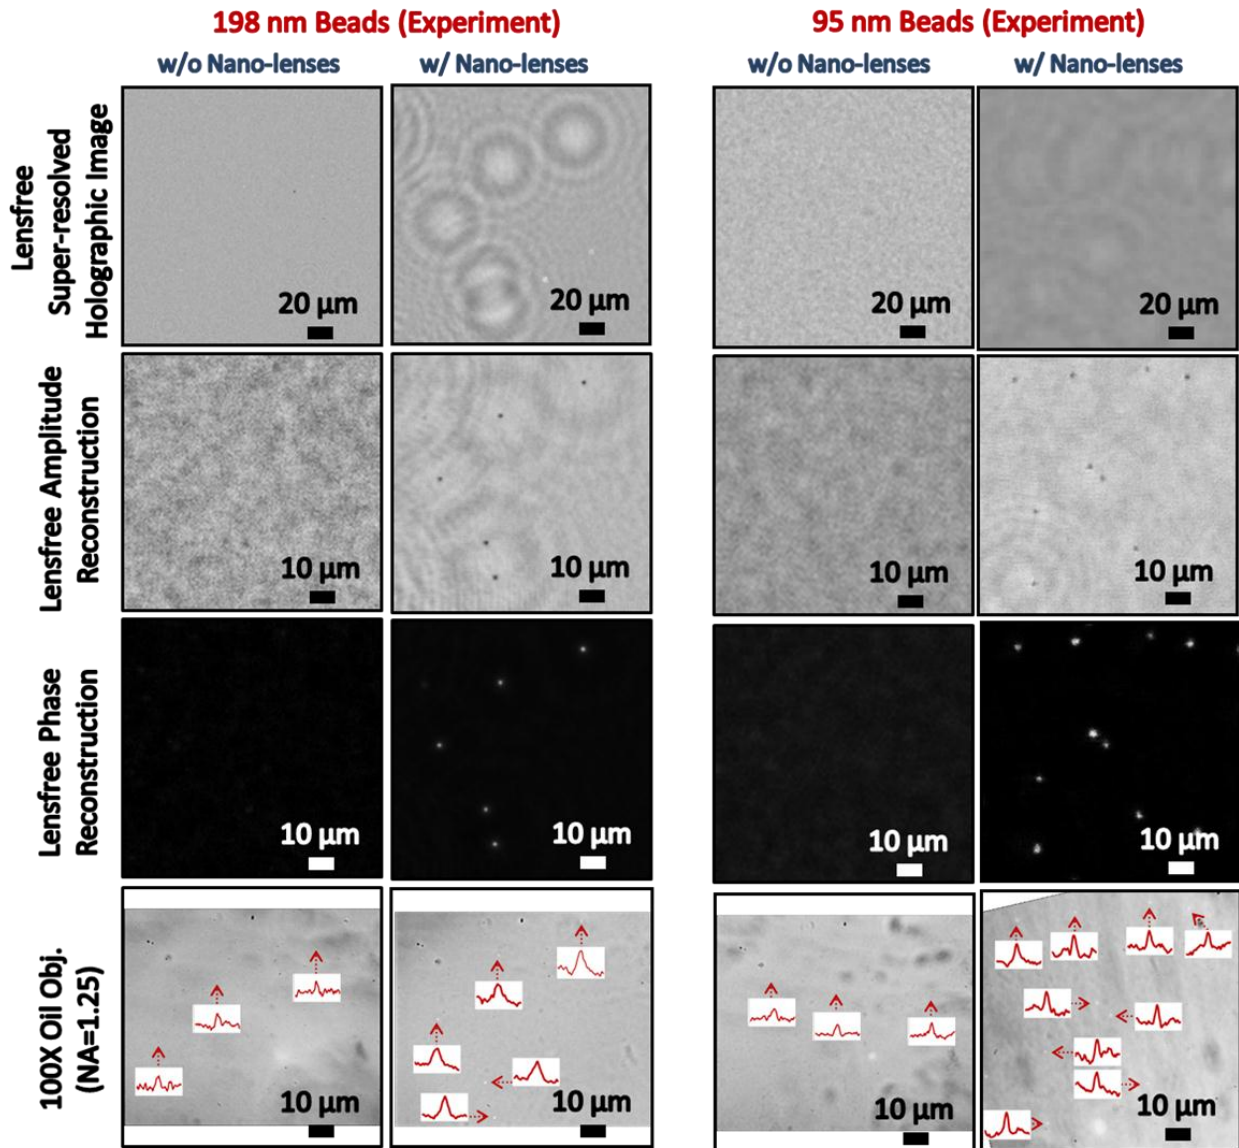 198 nm Beads (Experiment)
95 nm Beads (Experiment)
w/o Nano-lenses
w/ Nano-lenses
w/o Nano-lenses
w/ Nano-lenses
Lensfree
Super-resolved
Holographic Image
20 μm
20 μm
20 μm
20 μm
Lensfree Amplitude
Reconstruction
10 μm
10 μm
10 μm
10 μm
Lensfree Phase
Reconstruction
10 μm
10 μm
10 μm
10 μm
100X Oil Obj.
(NA=1.25)
10 μm
10 μm
10 μm
10 μm